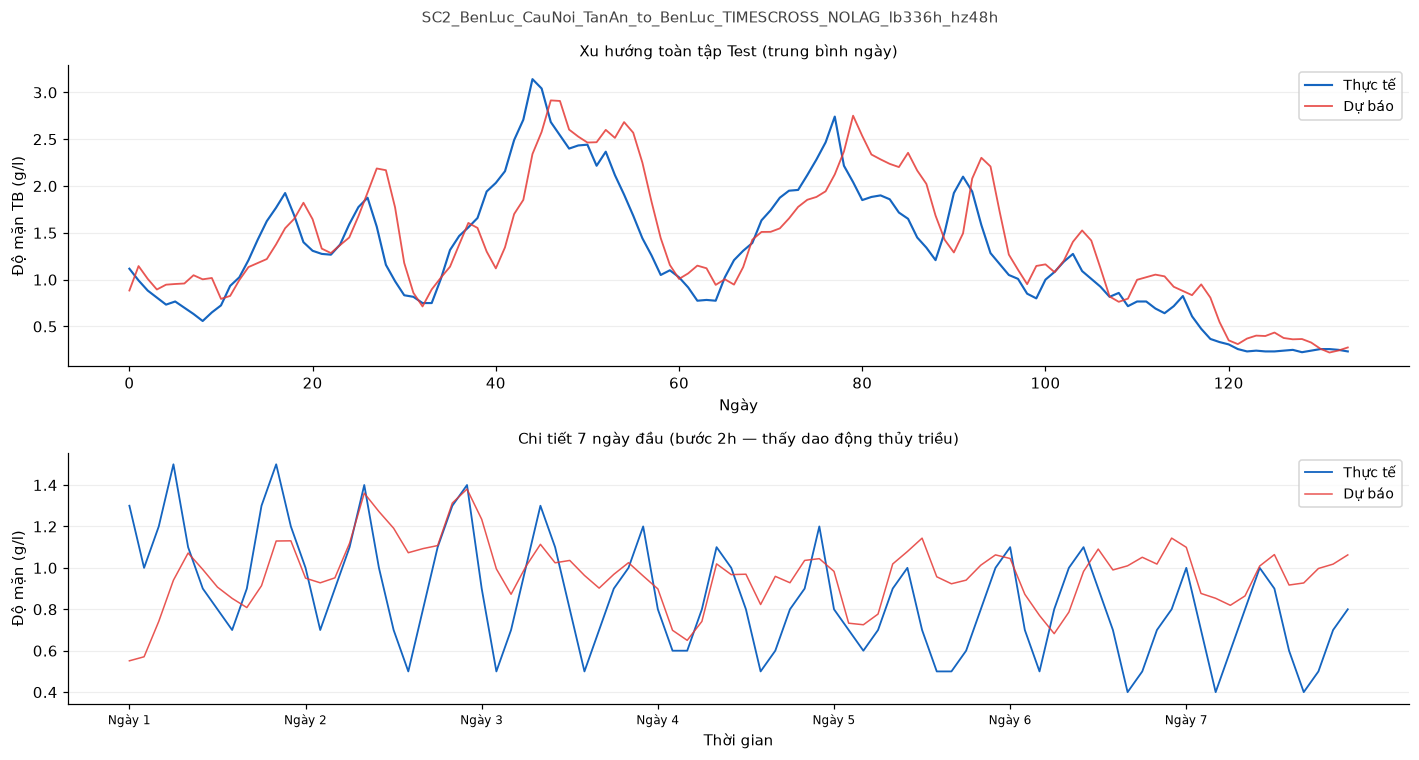 SC2_BenLuc_CauNoi_TanAn_to_BenLuc_TIMESCROSS_NOLAG_lb336h_hz48h
Xu hướng toàn tập Test (trung bình ngày)
Độ mặn TB (g/l)
3.0
2.5
2.0
1.5
1.0
0.5
Thực tế
Dự báo
0 20 40 60 80 100 120
Ngày
Chi tiết 7 ngày đầu (bước 2h — thấy dao động thủy triều)
Độ mặn (g/l)
1.4
1.2
1.0
0.8
0.6
0.4
Thực tế
Dự báo
Ngày 1 Ngày 2 Ngày 3 Ngày 4 Ngày 5 Ngày 6 Ngày 7
Thời gian